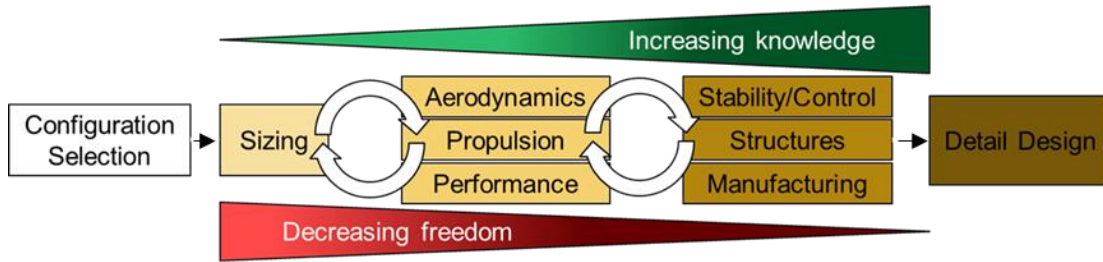 Increasing knowledge
Configuration
Selection
Sizing
Aerodynamics
Propulsion
Performance
Stability/Control
Structures
Manufacturing
Detail Design
Decreasing freedom